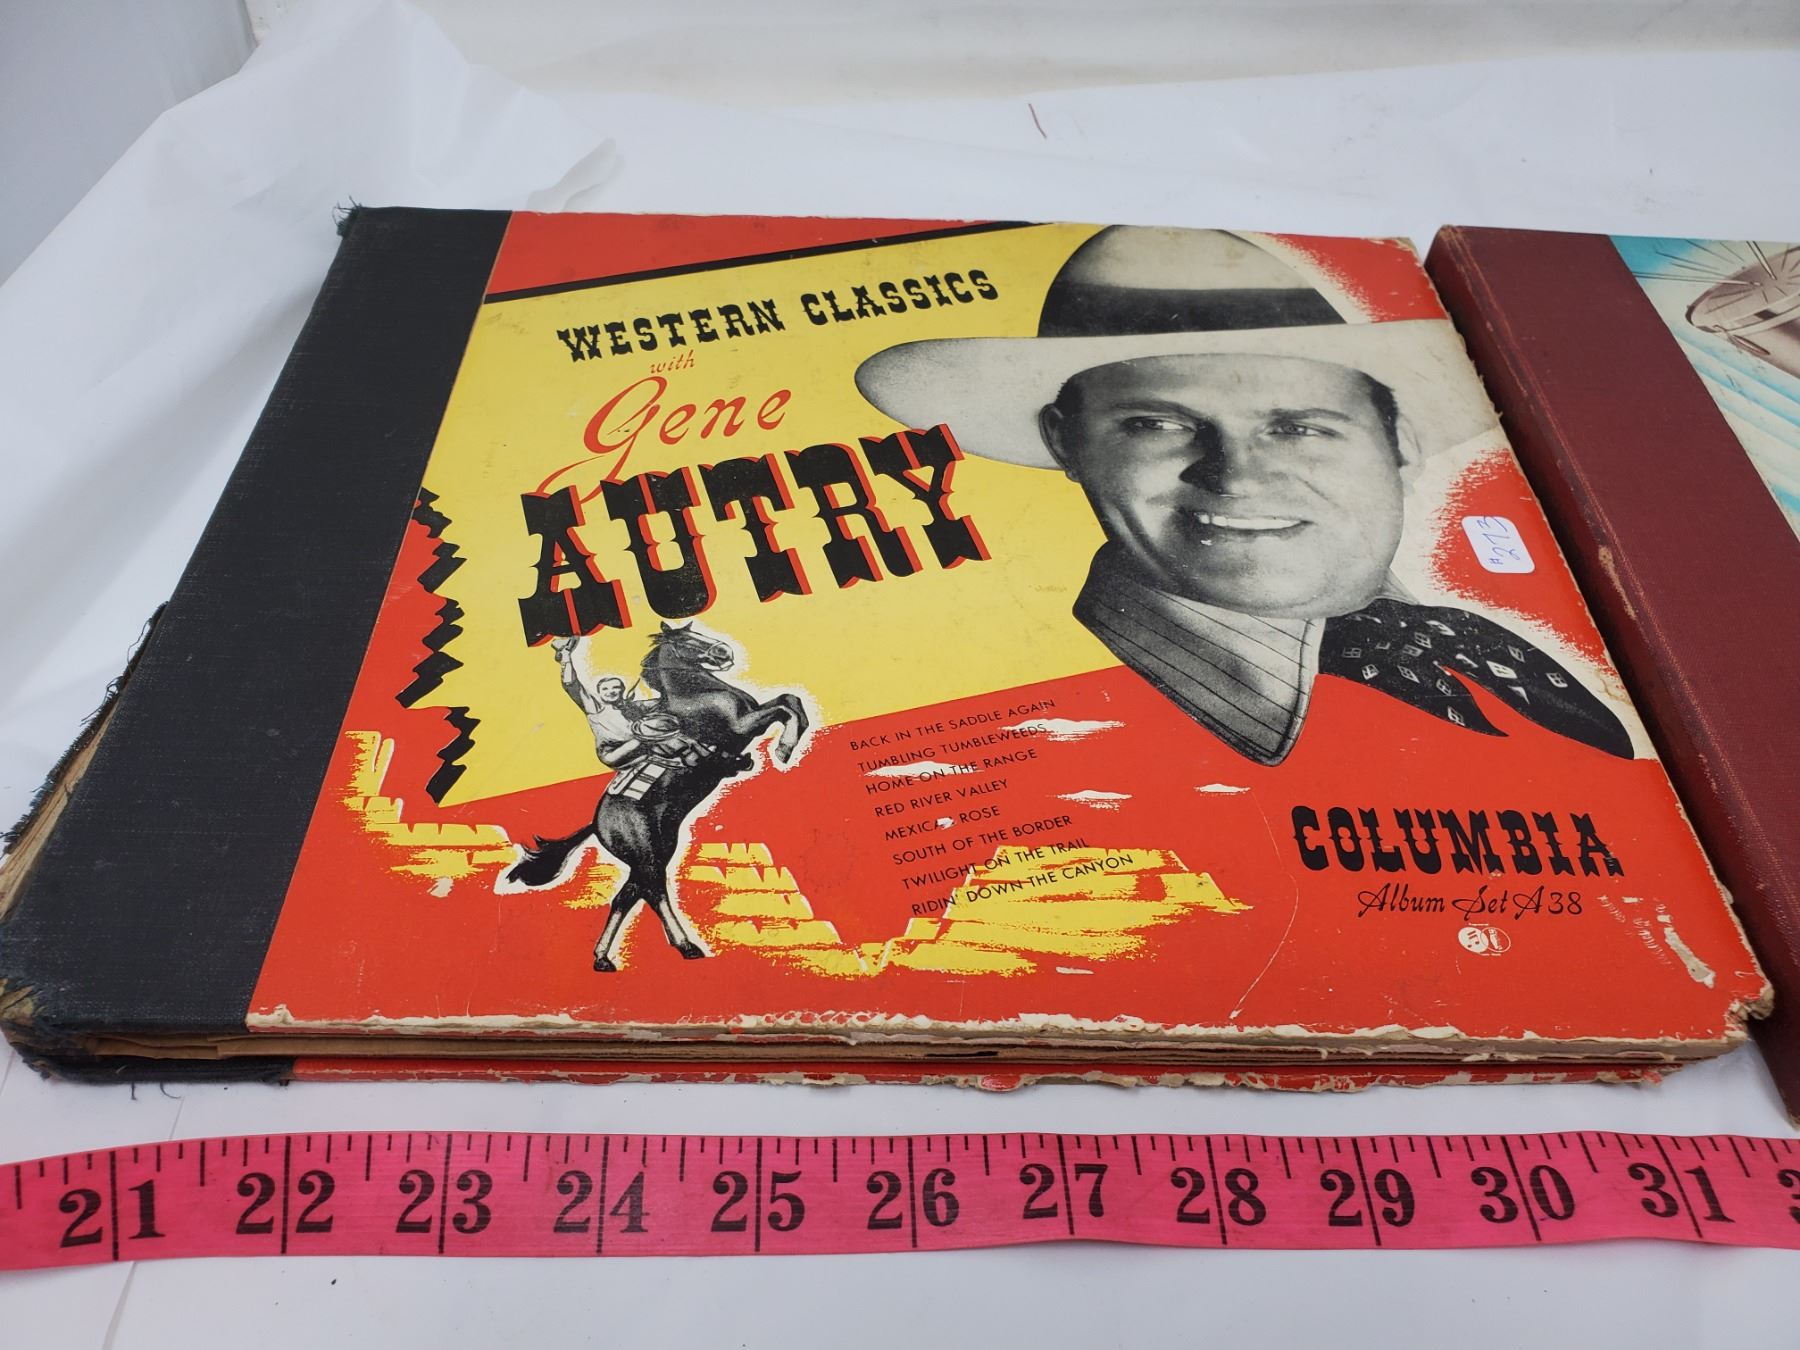 WESTERN CLASSICS
with
Gene
AUTRY
#273
BACK IN THE SADDLE AGAIN
TUMBLING TUMBLEWEEDS
HOME ON THE RANGE
RED RIVER VALLEY
MEXICA ROSE
SOUTH OF THE BORDER
TWILIGHT ON THE TRAIL
RIDIN' DOWN THE CANYON
COLUMBIA
Album Set A 38
21 22 23 24 25 26 27 28 29 30 31